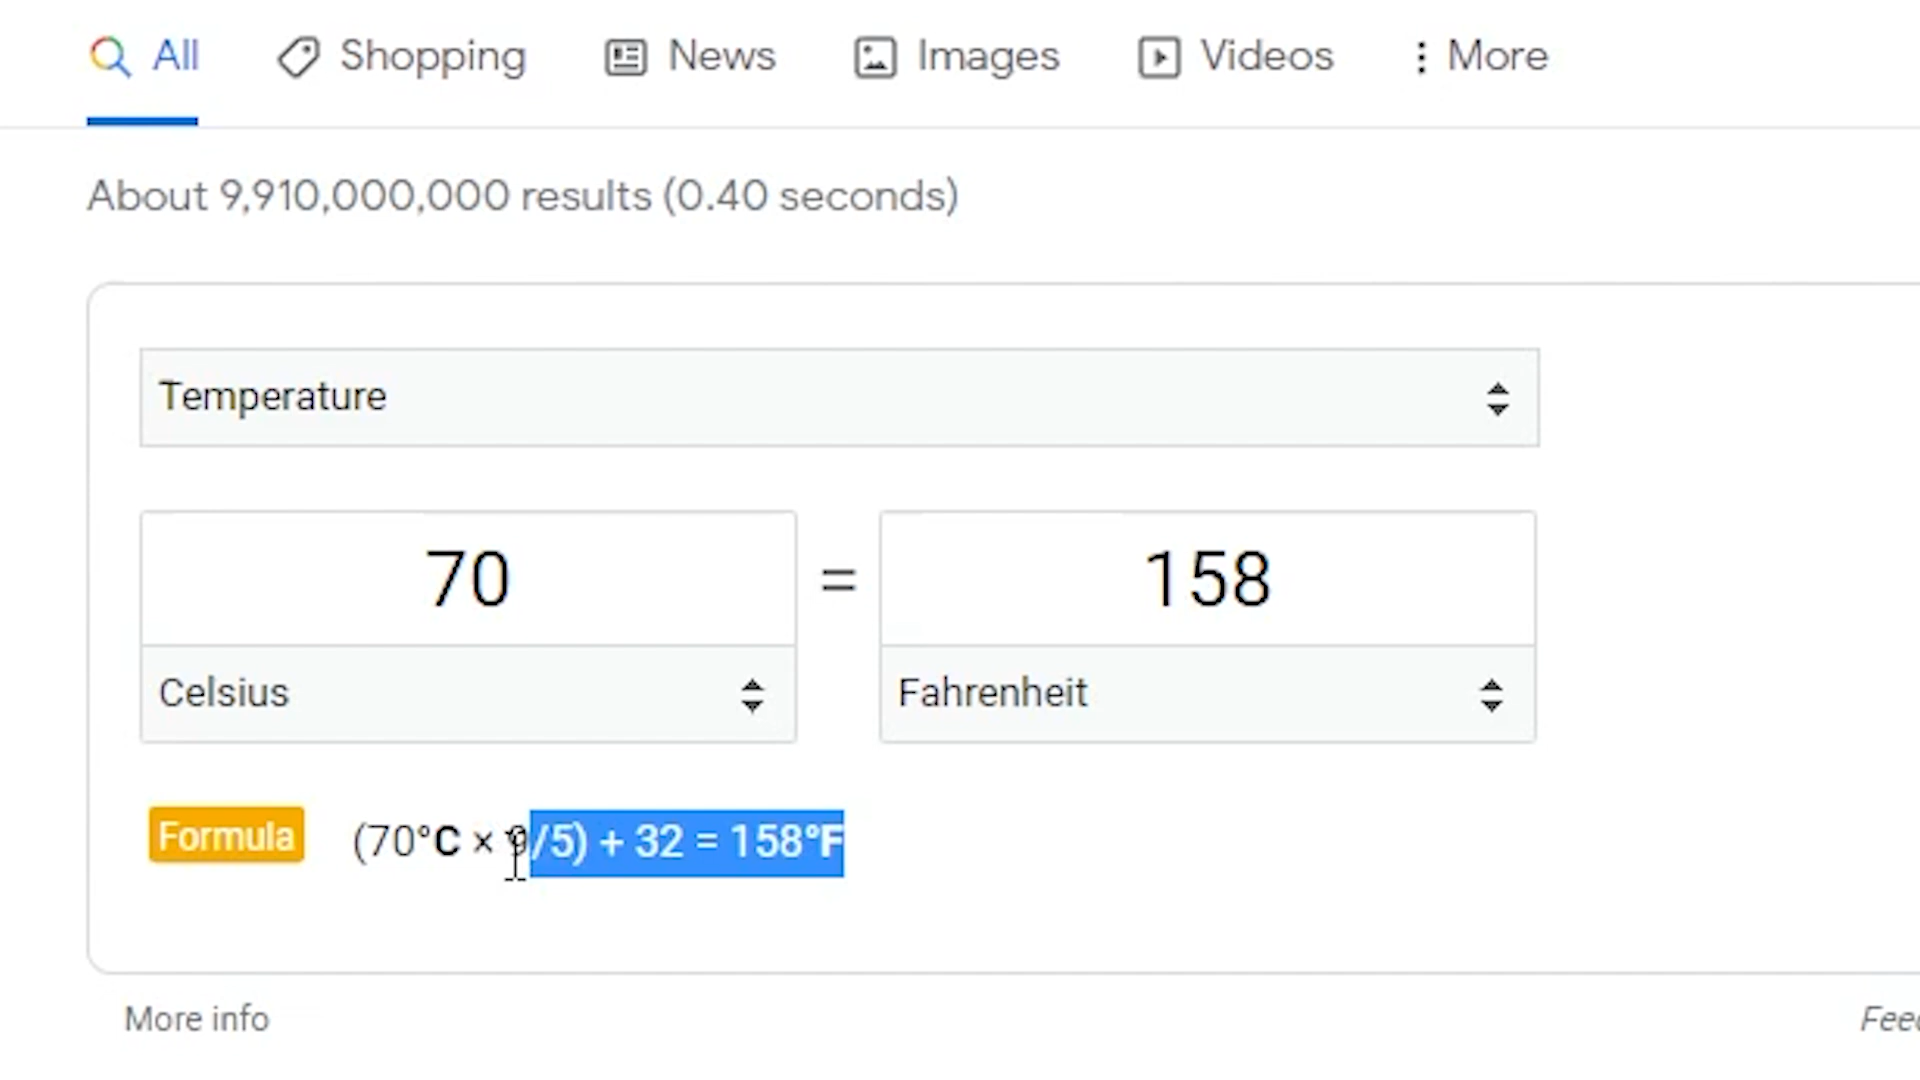 All Shopping News Images Videos More
About 9,910,000,000 results (0.40 seconds)
Temperature
70 = 158
Celsius Fahrenheit
Formula (70°C × 9/5) + 32 = 158°F
More info